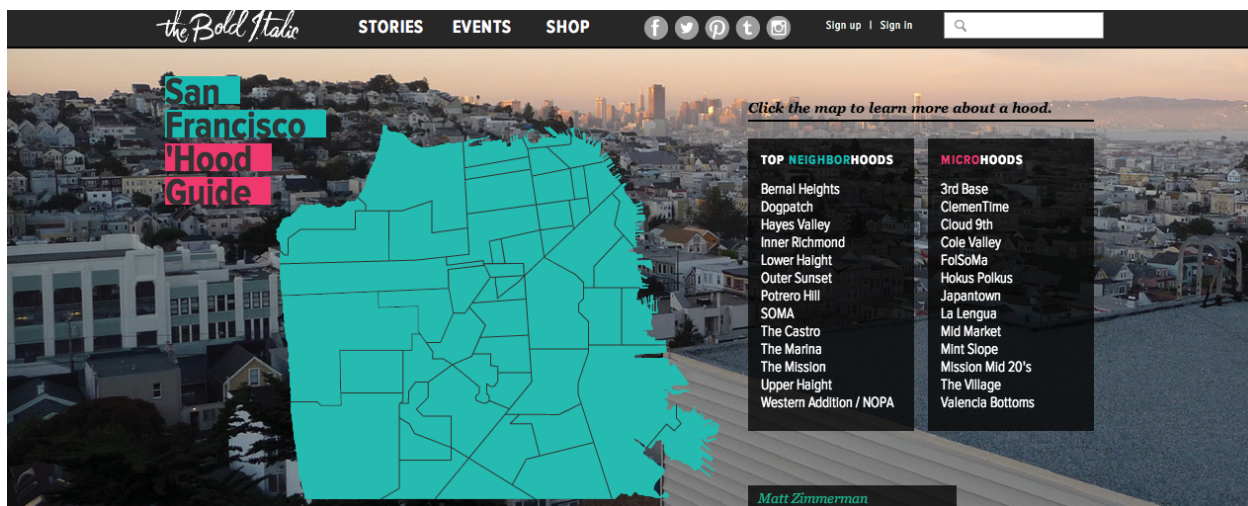 the Bold Italic
STORIES EVENTS SHOP
f t
Sign up | Sign In
San
Francisco
'Hood
Guide
Click the map to learn more about a hood.
TOP NEIGHBORHOODS
Bernal Heights
Dogpatch
Hayes Valley
Inner Richmond
Lower Haight
Outer Sunset
Potrero Hill
SOMA
The Castro
The Marina
The Mission
Upper Haight
Western Addition / NOPA
MICROHOODS
3rd Base
ClemenTime
Cloud 9th
Cole Valley
FolSoMa
Hokus Polkus
Japantown
La Lengua
Mid Market
Mint Slope
Mission Mid 20's
The Village
Valencia Bottoms
Matt Zimmerman